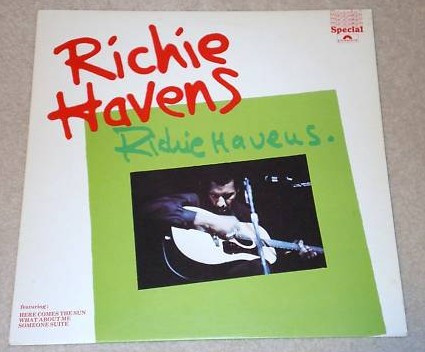 Richie
Havens
Richie Havens.
Special
featuring:
HERE COMES THE SUN
WHAT ABOUT ME
SOMEONE SUITE